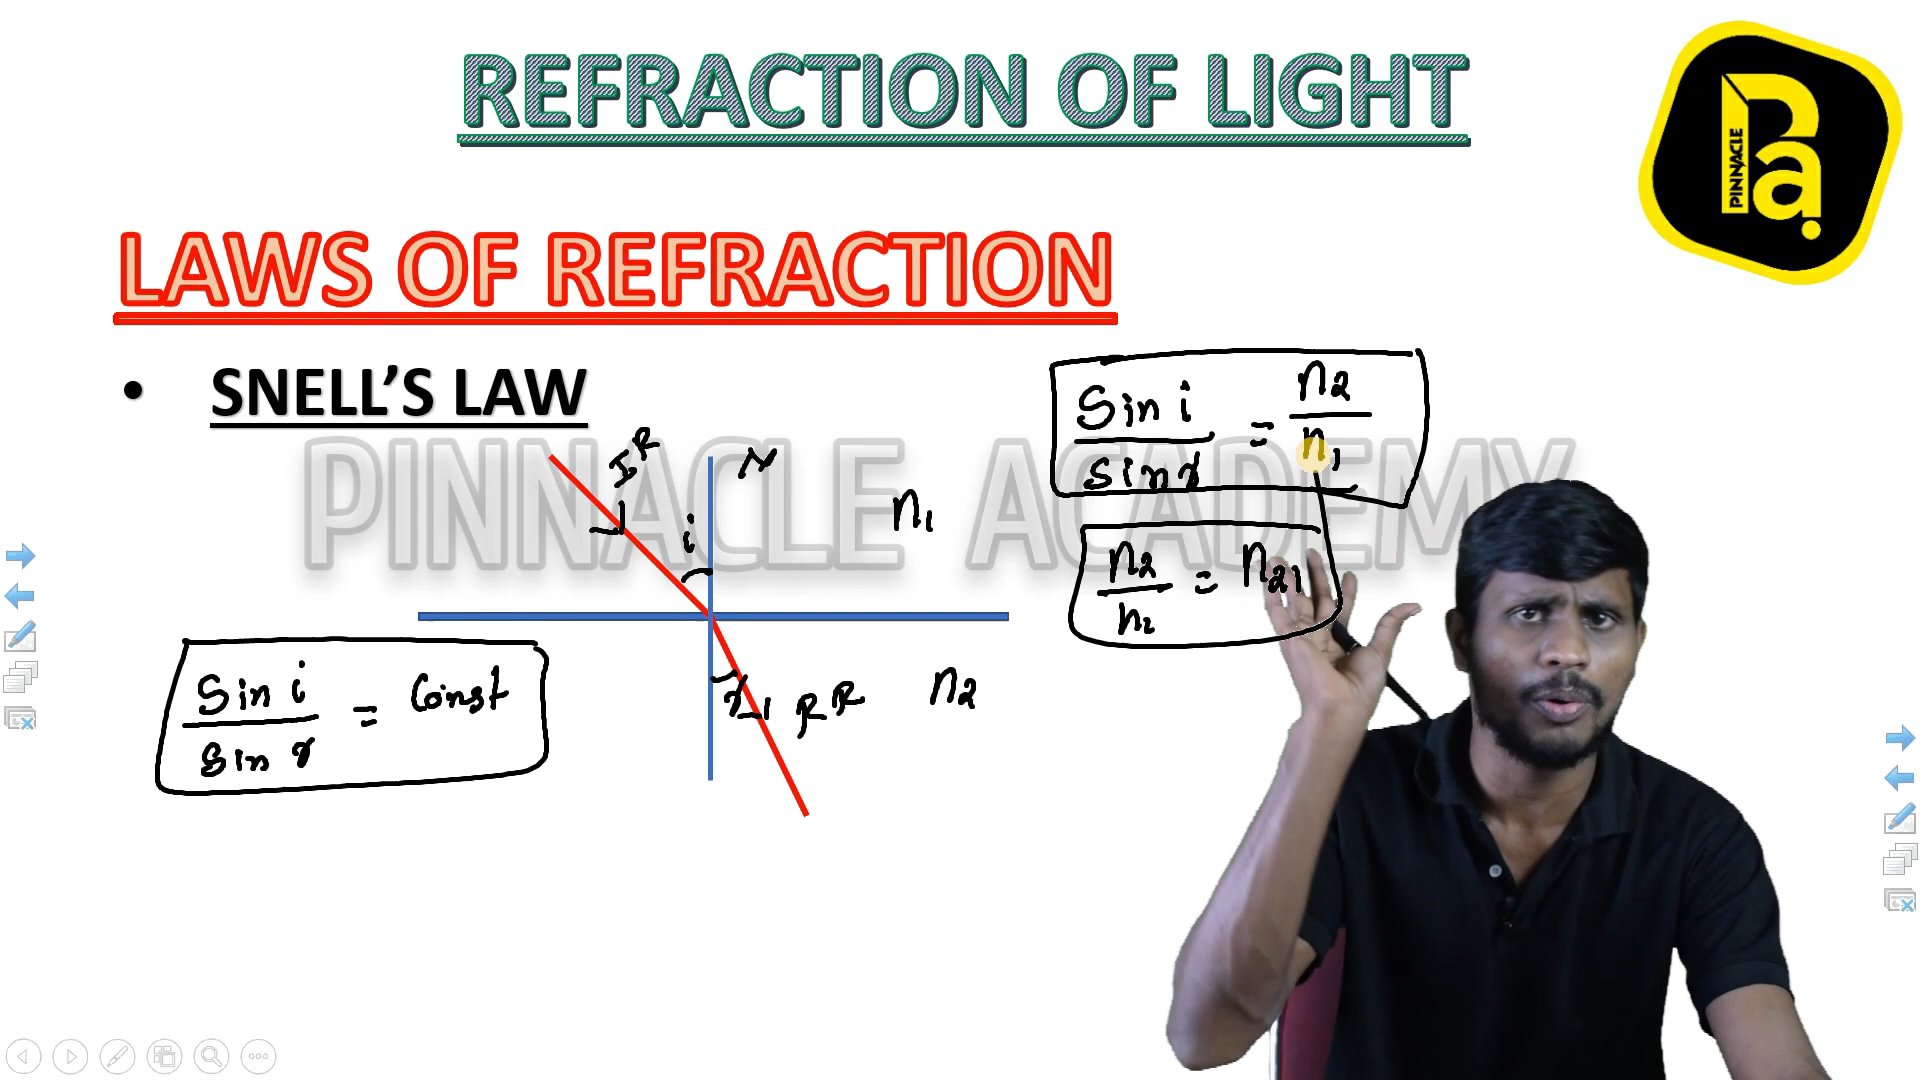 REFRACTION OF LIGHT
PINNACLE
Pa
LAWS OF REFRACTION
• SNELL'S LAW
PINNACLE ACADEMY
IR
N
i
n1
r
RR
n2
Sin i / Sin r = Const
Sin i / Sin r = n2 / n1
n2 / n1 = n21